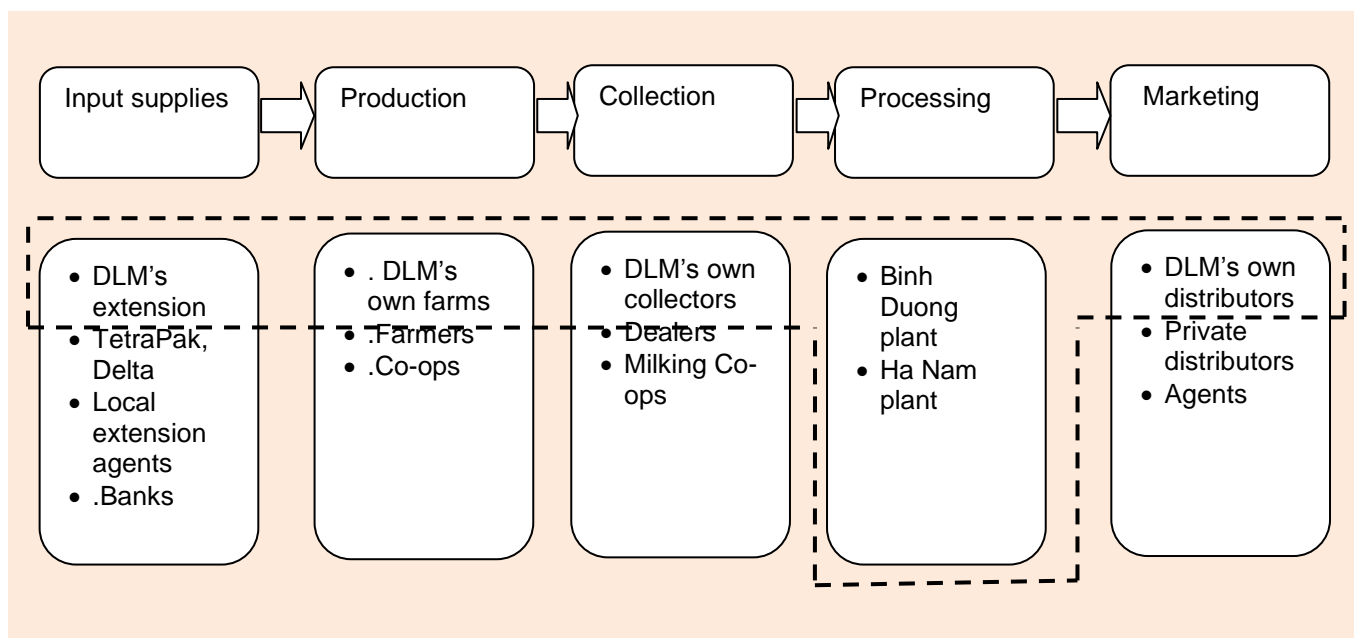 Input supplies
Production
Collection
Processing
Marketing
• DLM’s
extension
• TetraPak,
Delta
• Local
extension
agents
• .Banks
• . DLM’s
own farms
• .Farmers
• .Co-ops
• DLM’s own
collectors
• Dealers
• Milking Co-
ops
• Binh
Duong
plant
• Ha Nam
plant
• DLM’s own
distributors
• Private
distributors
• Agents